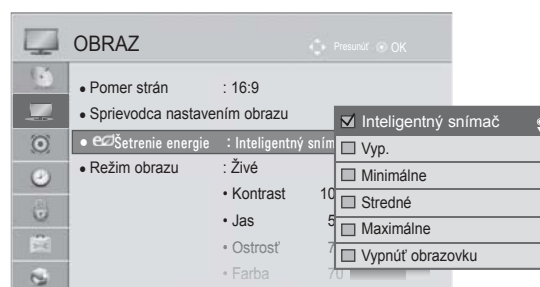 OBRAZ
Presunúť OK
• Pomer strán : 16:9
• Sprievodca nastavením obrazu
• Šetrenie energie : Inteligentný
• Režim obrazu : Živé
• Kontrast
• Jas
• Ostrosť
• Farba 70
Inteligentný snímač
Vyp.
Minimálne
Stredné
Maximálne
Vypnúť obrazovku